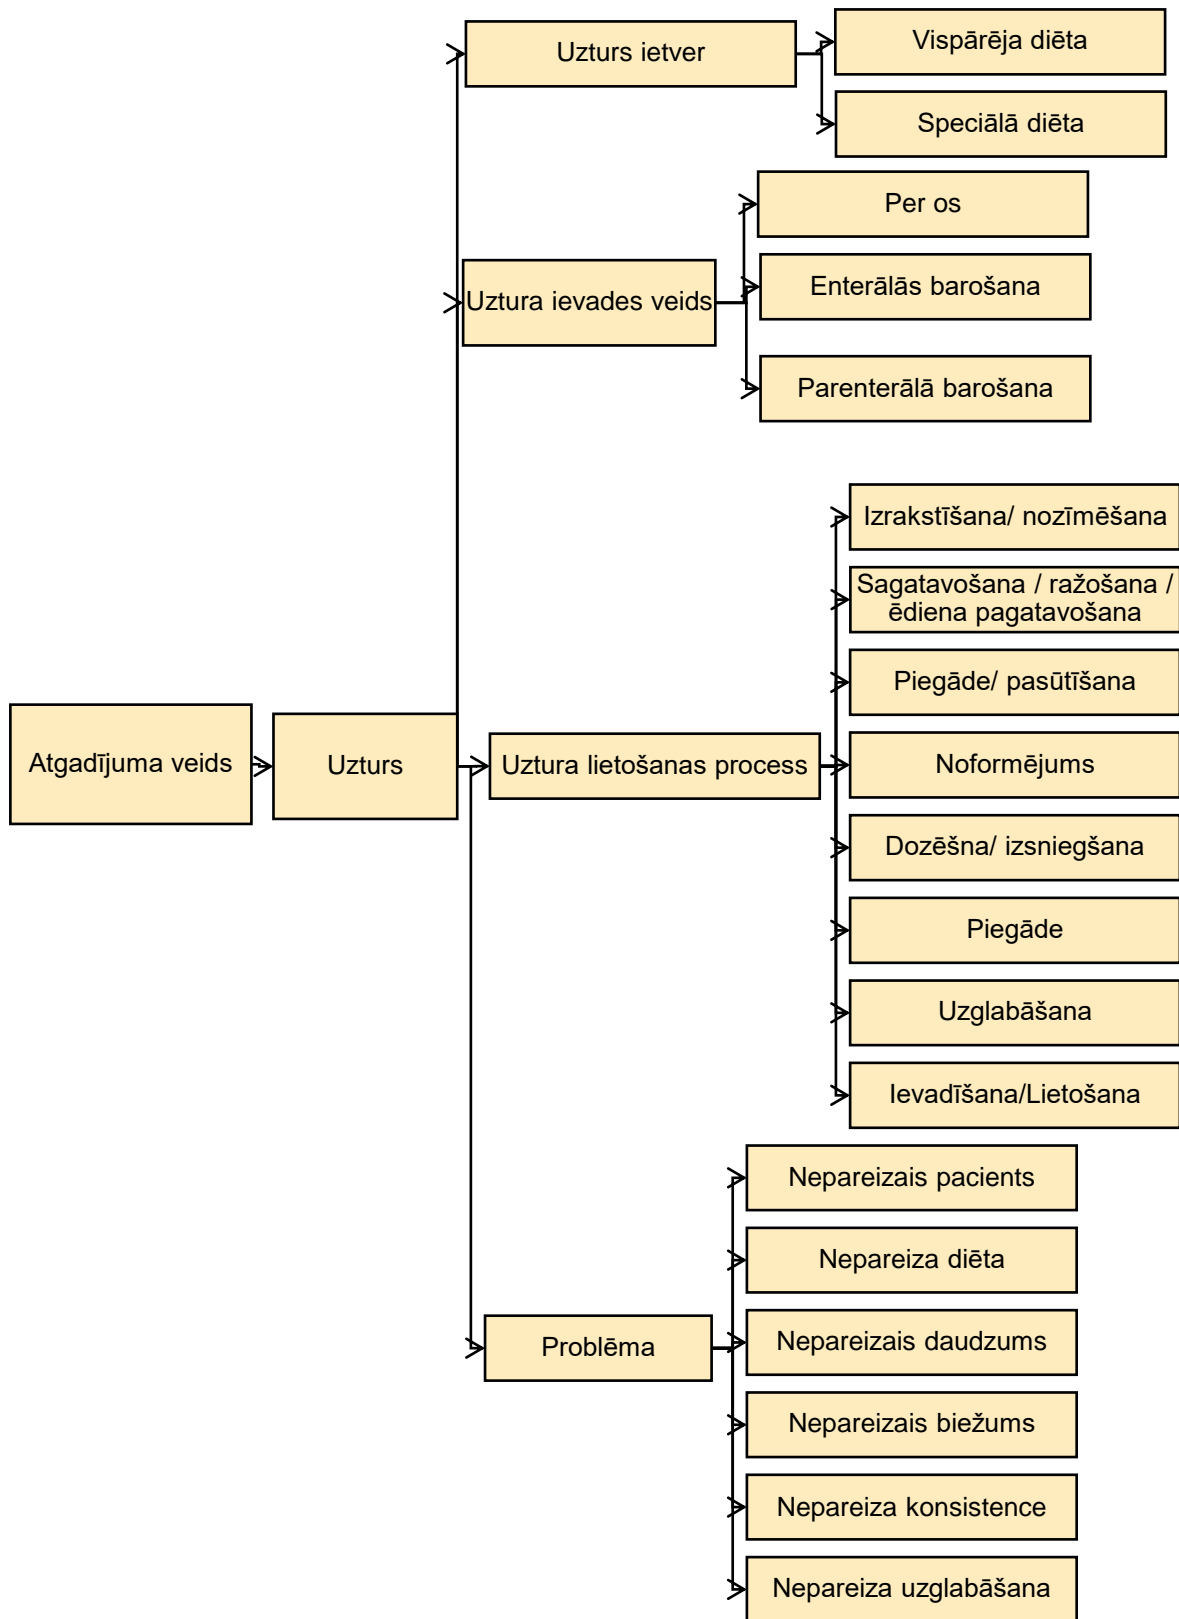 Atgadījuma veids
Uzturs
Uzturs ietver
Vispārēja diēta
Speciālā diēta
Uztura ievades veids
Per os
Enterālās barošana
Parenterālā barošana
Uztura lietošanas process
Izrakstīšana/ nozīmēšana
Sagatavošana / ražošana /
ēdiena pagatavošana
Piegāde/ pasūtīšana
Noformējums
Dozēšna/ izsniegšana
Piegāde
Uzglabāšana
Ievadīšana/Lietošana
Problēma
Nepareizais pacients
Nepareiza diēta
Nepareizais daudzums
Nepareizais biežums
Nepareiza konsistence
Nepareiza uzglabāšana